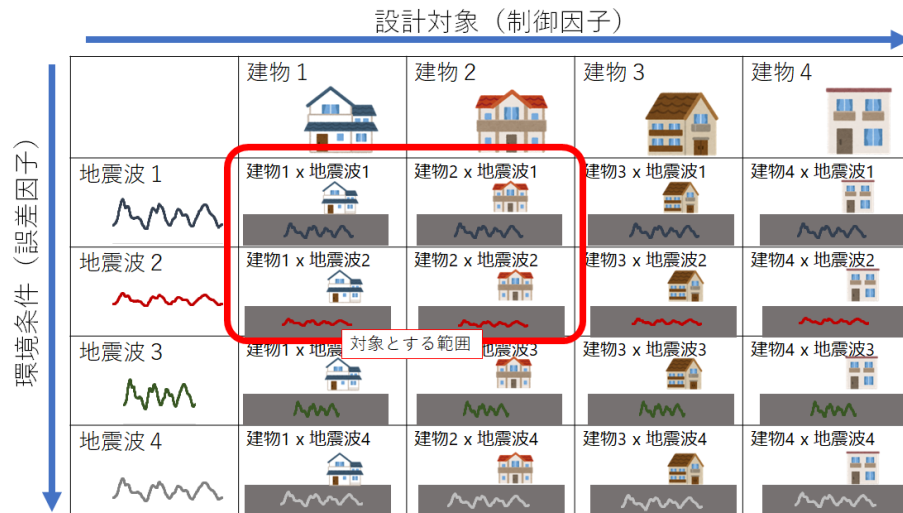 設計対象（制御因子）
環境条件（誤差因子）
建物1
建物2
建物3
建物4
地震波1
建物1 x 地震波1
建物2 x 地震波1
建物3 x 地震波1
建物4 x 地震波1
地震波2
建物1 x 地震波2
建物2 x 地震波2
建物3 x 地震波2
建物4 x 地震波2
対象とする範囲
地震波3
建物1 x 地震
地震波3
建物3 x 地震波3
建物4 x 地震波3
地震波4
建物1 x 地震波4
建物2 x 地震波4
建物3 x 地震波4
建物4 x 地震波4